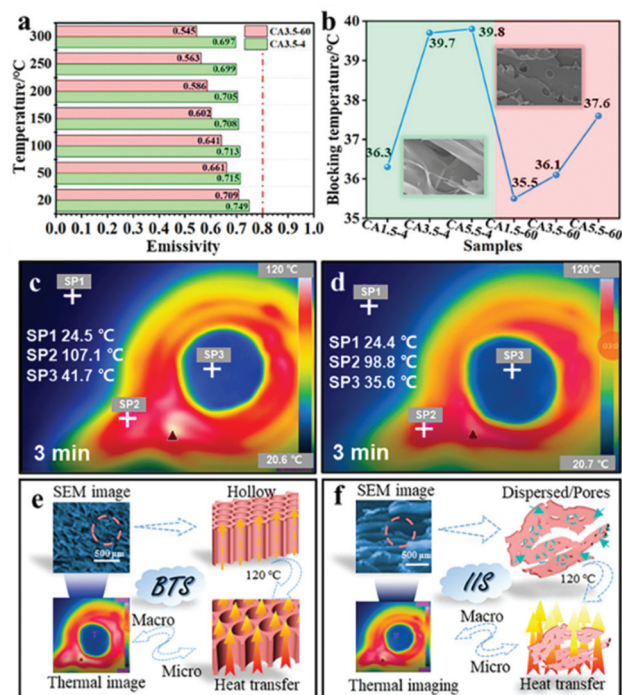 a
CA3.5-60
CA3.5-4
Temperature/°C
300
250
200
150
100
50
20
0.545
0.697
0.563
0.699
0.586
0.705
0.602
0.708
0.641
0.713
0.661
0.715
0.709
0.749
0.0 0.1 0.2 0.3 0.4 0.5 0.6 0.7 0.8 0.9 1.0
Emissivity
b
Blocking temperature/°C
40
39
38
37
36
35
36.3
39.7
39.8
35.5
36.1
37.6
CA1.5-4
CA3.5-4
CA5.5-4
CA1.5-60
CA3.5-60
CA5.5-60
Samples
c
120 °C
SP1
SP1 24.5 °C
SP2 107.1 °C
SP3 41.7 °C
SP3
SP2
3 min
20.6 °C
d
120°C
SP1
SP1 24.4 °C
SP2 98.8 °C
SP3 35.6 °C
SP3
SP2
3 min
20.7 °C
e
SEM image
Hollow
500 μm
BTS
120 °C
Macro
Micro
Thermal image
Heat transfer
f
SEM image
Dispersed/Pores
500 μm
IIS
120 °C
Macro
Micro
Thermal imaging
Heat transfer